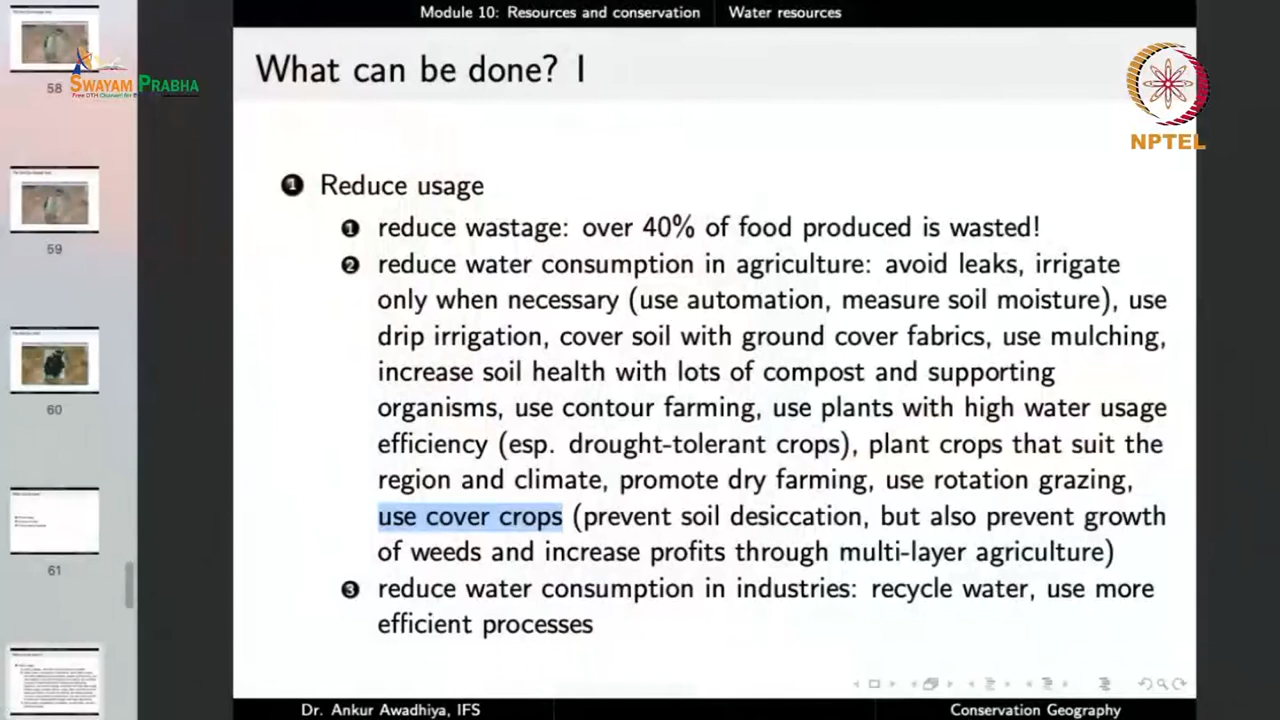 Module 10: Resources and conservation Water resources
What can be done? I
58
SWAYAM PRABHA
NPTEL
1 Reduce usage
1 reduce wastage: over 40% of food produced is wasted!
2 reduce water consumption in agriculture: avoid leaks, irrigate
only when necessary (use automation, measure soil moisture), use
drip irrigation, cover soil with ground cover fabrics, use mulching,
increase soil health with lots of compost and supporting
organisms, use contour farming, use plants with high water usage
efficiency (esp. drought-tolerant crops), plant crops that suit the
region and climate, promote dry farming, use rotation grazing,
use cover crops (prevent soil desiccation, but also prevent growth
of weeds and increase profits through multi-layer agriculture)
3 reduce water consumption in industries: recycle water, use more
efficient processes
59
60
61
Dr. Ankur Awadhiya, IFS Conservation Geography